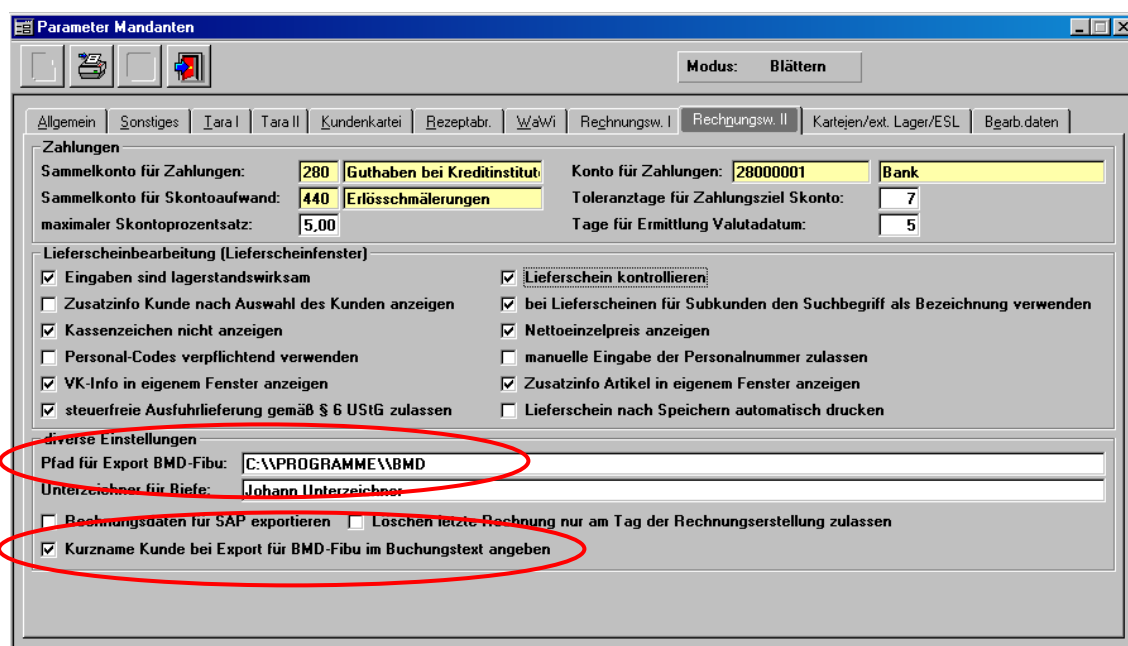 Parameter Mandanten
Modus: Blättern
Allgemein Sonstiges Tara I Tara II Kundenkartei Rezeptabr. WaWi Rechnungsw. I Rechnungsw. II Karteien/ext. Lager/ESL Bearb.daten
Zahlungen
Sammelkonto für Zahlungen: 280 Guthaben bei Kreditinstitut Konto für Zahlungen: 28000001 Bank
Sammelkonto für Skontoaufwand: 440 Erlösschmälerungen Toleranztage für Zahlungsziel Skonto: 7
maximaler Skontoprozentsatz: 5,00 Tage für Ermittlung Valutadatum: 5
Lieferscheinbearbeitung (Lieferscheinfenster)
Eingaben sind lagerstandswirksam Lieferschein kontrollieren
Zusatzinfo Kunde nach Auswahl des Kunden anzeigen bei Lieferscheinen für Subkunden den Suchbegriff als Bezeichnung verwenden
Kassenzeichen nicht anzeigen Nettoeinzelpreis anzeigen
Personal-Codes verpflichtend verwenden manuelle Eingabe der Personalnummer zulassen
VK-Info in eigenem Fenster anzeigen Zusatzinfo Artikel in eigenem Fenster anzeigen
steuerfreie Ausfuhrlieferung gemäß § 6 UStG zulassen Lieferschein nach Speichern automatisch drucken
diverse Einstellungen
Pfad für Export BMD-Fibu: C:\\PROGRAMME\\BMD
Unterzeichner für Biefe: Johann Unterzeichner
Rechnungsdaten für SAP exportieren Löschen letzte Rechnung nur am Tag der Rechnungserstellung zulassen
Kurzname Kunde bei Export für BMD-Fibu im Buchungstext angeben